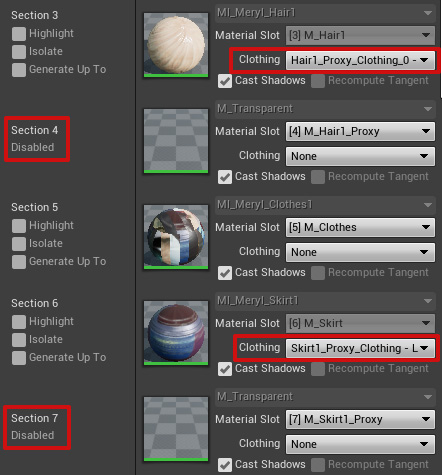 Section 3
Highlight
Isolate
Generate Up To
MI_Meryl_Hair1
Material Slot [3] M_Hair1
Clothing Hair1_Proxy_Clothing_0 -
Cast Shadows Recompute Tangent
Section 4
Disabled
M_Transparent
Material Slot [4] M_Hair1_Proxy
Clothing None
Cast Shadows Recompute Tangent
Section 5
Highlight
Isolate
Generate Up To
MI_Meryl_Clothes1
Material Slot [5] M_Clothes
Clothing None
Cast Shadows Recompute Tangent
Section 6
Highlight
Isolate
Generate Up To
MI_Meryl_Skirt1
Material Slot [6] M_Skirt
Clothing Skirt1_Proxy_Clothing - L
Cast Shadows Recompute Tangent
Section 7
Disabled
M_Transparent
Material Slot [7] M_Skirt1_Proxy
Clothing None
Cast Shadows Recompute Tangent